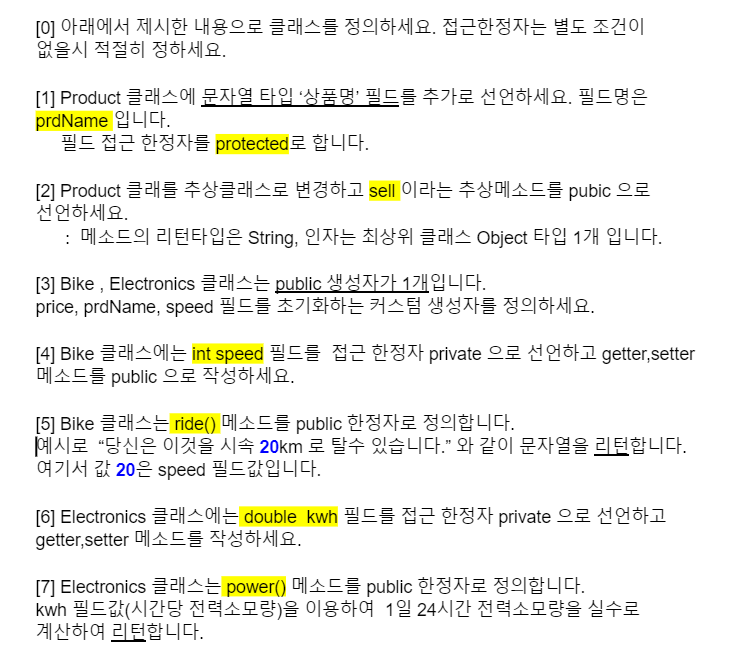 [0] 아래에서 제시한 내용으로 클래스를 정의하세요. 접근한정자는 별도 조건이
없을시 적절히 정하세요.
[1] Product 클래스에 문자열 타입 ‘상품명’ 필드를 추가로 선언하세요. 필드명은
prdName 입니다.
필드 접근 한정자를 protected로 합니다.
[2] Product 클래를 추상클래스로 변경하고 sell 이라는 추상메소드를 pubic 으로
선언하세요.
: 메소드의 리턴타입은 String, 인자는 최상위 클래스 Object 타입 1개 입니다.
[3] Bike , Electronics 클래스는 public 생성자가 1개입니다.
price, prdName, speed 필드를 초기화하는 커스텀 생성자를 정의하세요.
[4] Bike 클래스에는 int speed 필드를 접근 한정자 private 으로 선언하고 getter,setter
메소드를 public 으로 작성하세요.
[5] Bike 클래스는 ride() 메소드를 public 한정자로 정의합니다.
예시로 “당신은 이것을 시속 20km 로 탈수 있습니다.” 와 같이 문자열을 리턴합니다.
여기서 값 20은 speed 필드값입니다.
[6] Electronics 클래스에는 double kwh 필드를 접근 한정자 private 으로 선언하고
getter,setter 메소드를 작성하세요.
[7] Electronics 클래스는 power() 메소드를 public 한정자로 정의합니다.
kwh 필드값(시간당 전력소모량)을 이용하여 1일 24시간 전력소모량을 실수로
계산하여 리턴합니다.